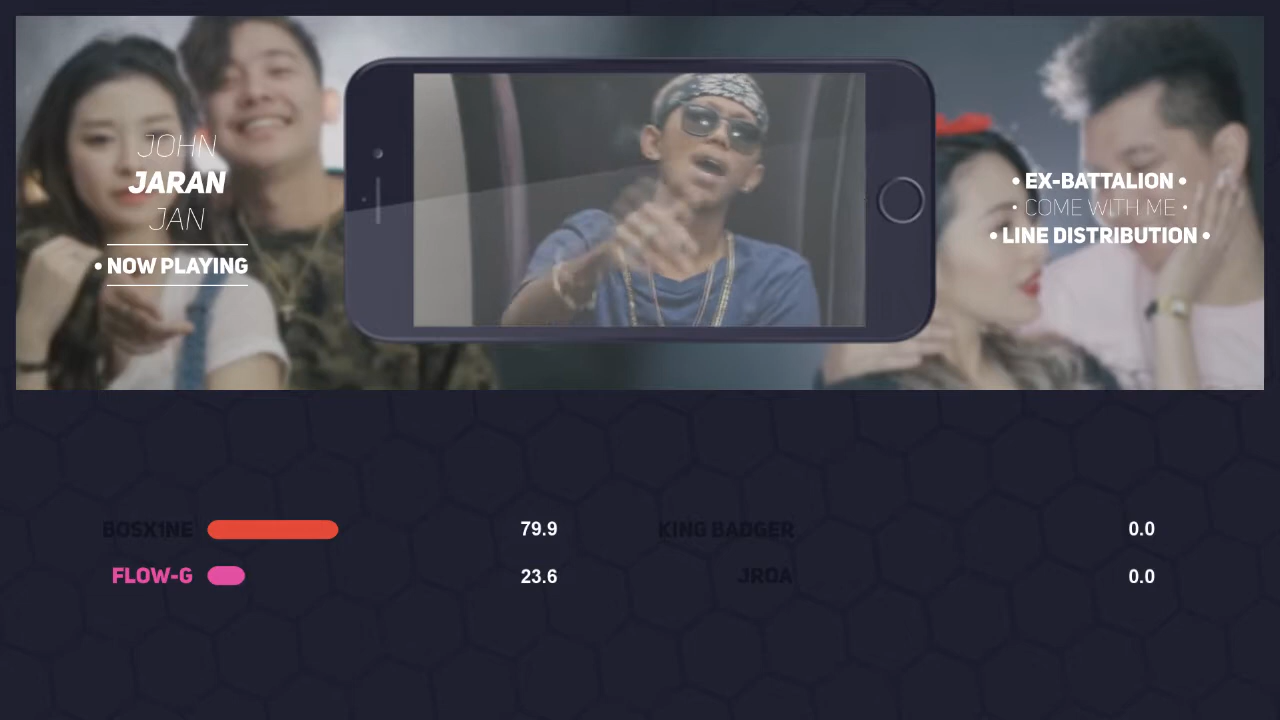 JOHN
JARAN
JAN
• NOW PLAYING
• EX-BATTALION •
• COME WITH ME •
• LINE DISTRIBUTION •
BOSX1NE 79.9
KING BADGER 0.0
FLOW-G 23.6
JROA 0.0